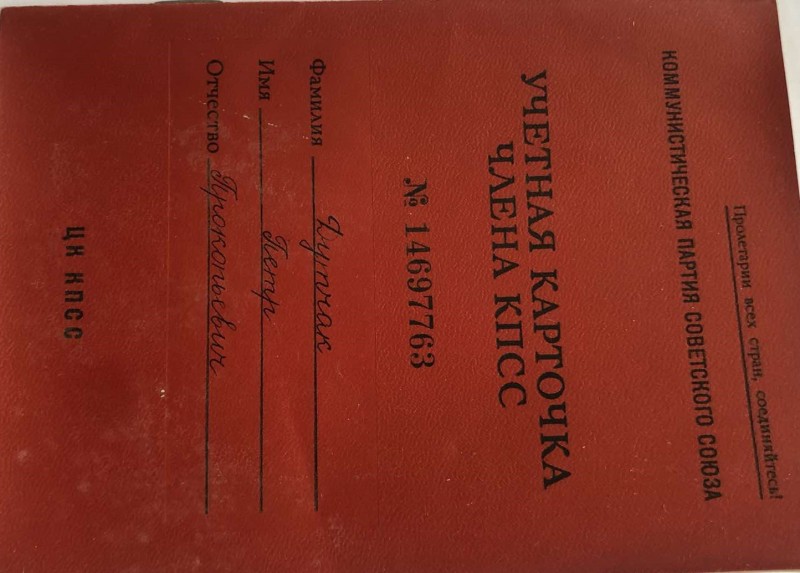 Пролетарии всех стран, соединяйтесь!
КОММУНИСТИЧЕСКАЯ ПАРТИЯ СОВЕТСКОГО СОЮЗА
УЧЕТНАЯ КАРТОЧКА
ЧЛЕНА КПСС
№ 14697763
Фамилия Дупчак
Имя Петр
Отчество Прокопьевич
ЦК КПСС